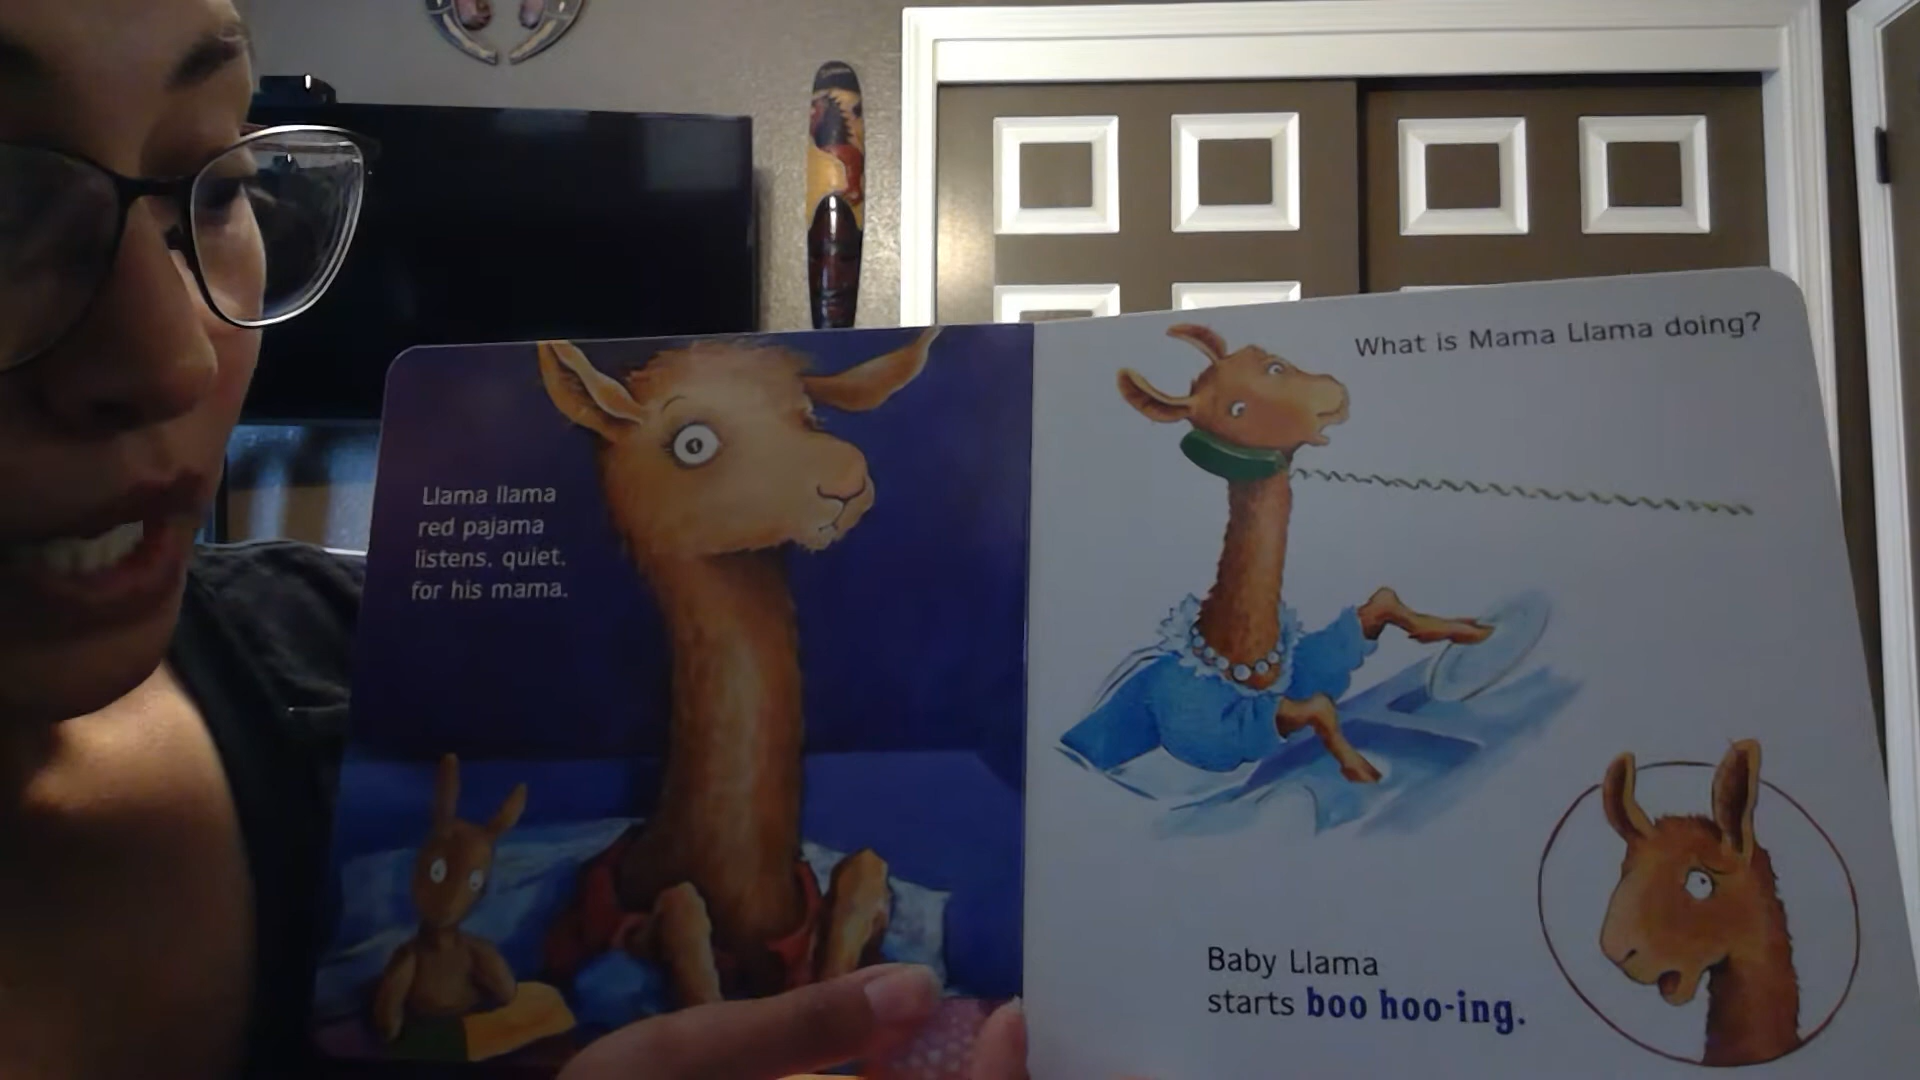 Llama llama
red pajama
listens, quiet,
for his mama.
What is Mama Llama doing?
Baby Llama
starts boo hoo-ing.